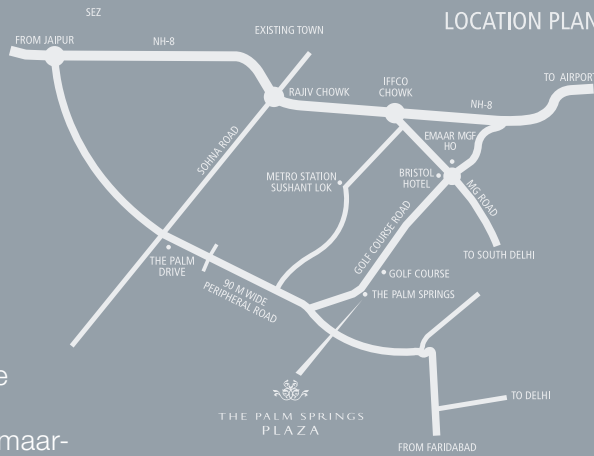 SEZ
LOCATION PLAN
EXISTING TOWN
FROM JAIPUR
NH-8
RAJIV CHOWK
IFFCO
CHOWK
TO AIRPORT
NH-8
EMAAR MGF
HO
SOHNA ROAD
METRO STATION
SUSHANT LOK
BRISTOL
HOTEL
MG ROAD
GOLF COURSE ROAD
TO SOUTH DELHI
THE PALM
DRIVE
90 M WIDE
PERIPHERAL ROAD
GOLF COURSE
THE PALM SPRINGS
e
THE PALM SPRINGS
PLAZA
TO DELHI
maar-
FROM FARIDABAD